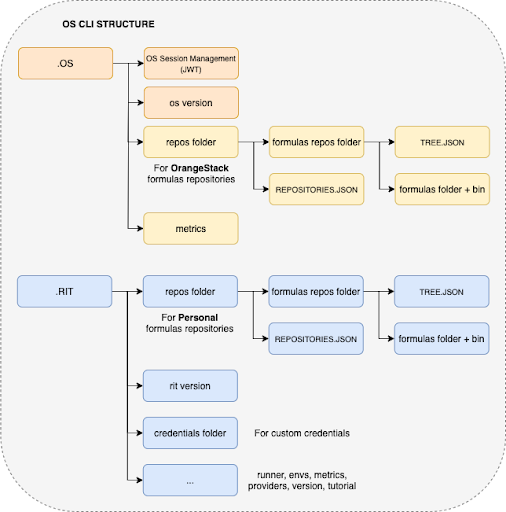 OS CLI STRUCTURE
.OS
OS Session Management
(JWT)
os version
repos folder
formulas repos folder
TREE.JSON
For OrangeStack
formulas repositories
REPOSITORIES.JSON
formulas folder + bin
metrics
.RIT
repos folder
formulas repos folder
TREE.JSON
For Personal
formulas repositories
REPOSITORIES.JSON
formulas folder + bin
rit version
credentials folder
For custom credentials
...
runner, envs, metrics,
providers, version, tutorial